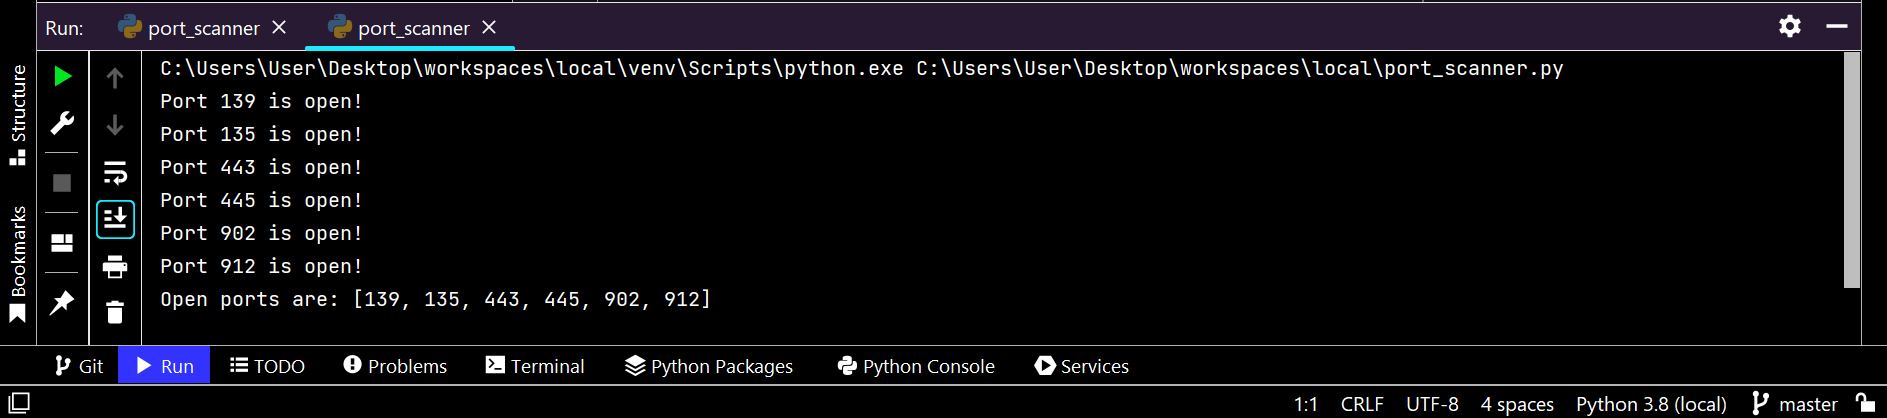 Run: port_scanner port_scanner
C:\Users\User\Desktop\workspaces\local\venv\Scripts\python.exe C:\Users\User\Desktop\workspaces\local\port_scanner.py
Port 139 is open!
Port 135 is open!
Port 443 is open!
Port 445 is open!
Port 902 is open!
Port 912 is open!
Open ports are: [139, 135, 443, 445, 902, 912]
Structure
Bookmarks
Git Run TODO Problems Terminal Python Packages Python Console Services
1:1 CRLF UTF-8 4 spaces Python 3.8 (local) master